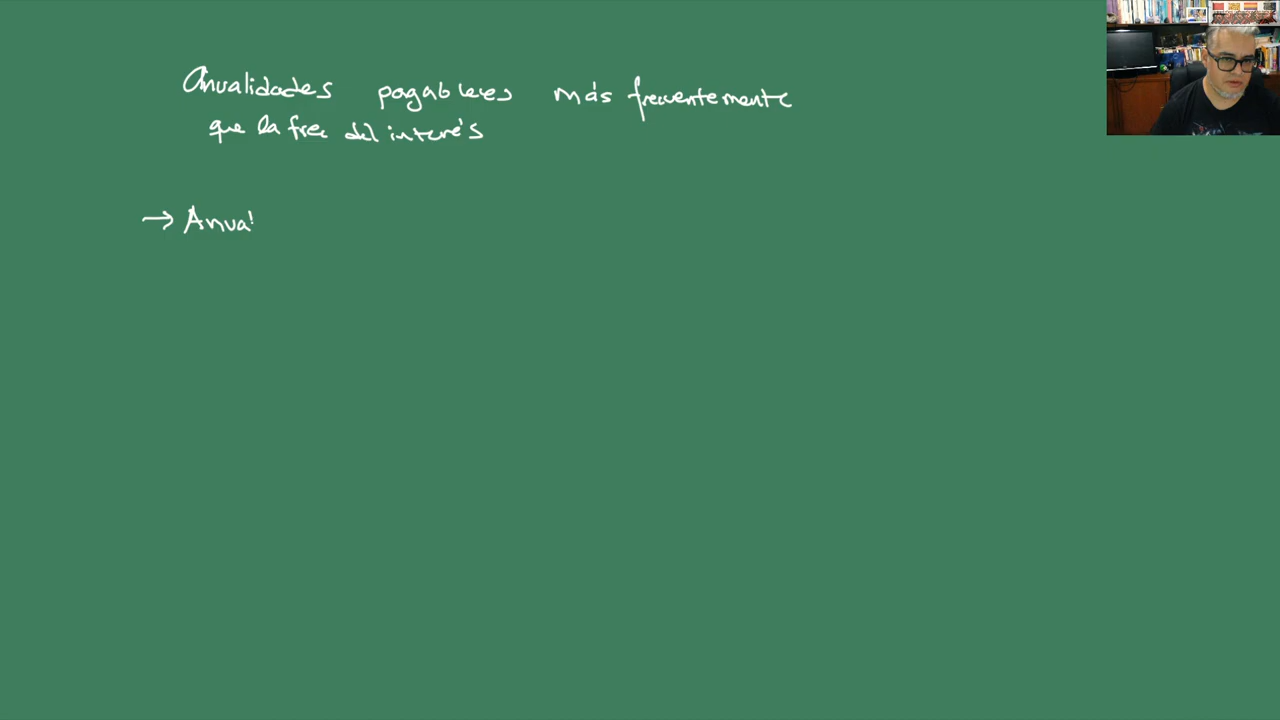 Anualidades pagables más frecuentemente
que la frec del interés
→ Anual